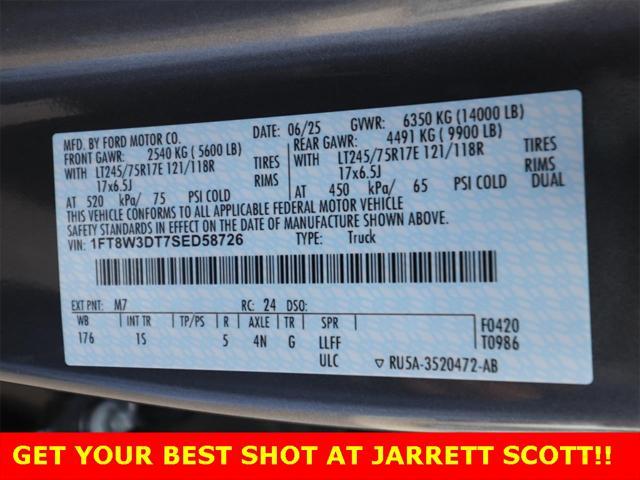 MFD. BY FORD MOTOR CO. DATE: 06/25 GVWR: 6350 KG (14000 LB)
FRONT GAWR: 2540 KG (5600 LB) REAR GAWR: 4491 KG (9900 LB)
WITH LT245/75R17E 121/118R TIRES WITH LT245/75R17E 121/118R TIRES
17x6.5J RIMS 17x6.5J RIMS
AT 520 kPa/ 75 PSI COLD AT 450 kPa/ 65 PSI COLD DUAL
THIS VEHICLE CONFORMS TO ALL APPLICABLE FEDERAL MOTOR VEHICLE
SAFETY STANDARDS IN EFFECT ON THE DATE OF MANUFACTURE SHOWN ABOVE.
VIN: 1FT8W3DT7SED58726 TYPE: Truck
EXT PNT: M7 RC: 24 DSO:
WB INT TR TP/PS R AXLE TR SPR F0420
176 1S 5 4N G LLFF T0986
ULC ▽ RU5A-3520472-AB
GET YOUR BEST SHOT AT JARRETT SCOTT!!